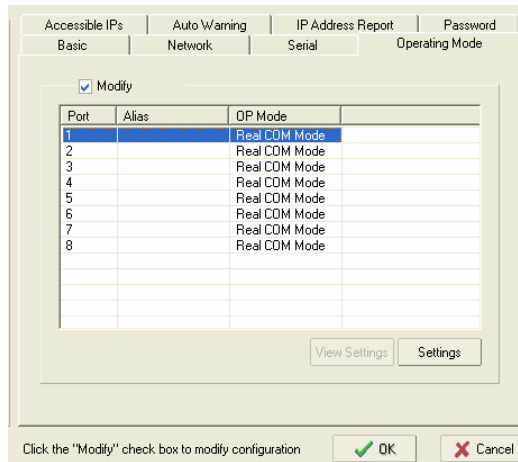 Accessible IPs Auto Warning IP Address Report Password
Basic Network Serial Operating Mode
Modify
Port Alias OP Mode
1 Real COM Mode
2 Real COM Mode
3 Real COM Mode
4 Real COM Mode
5 Real COM Mode
6 Real COM Mode
7 Real COM Mode
8 Real COM Mode
View Settings Settings
Click the "Modify" check box to modify configuration OK Cancel